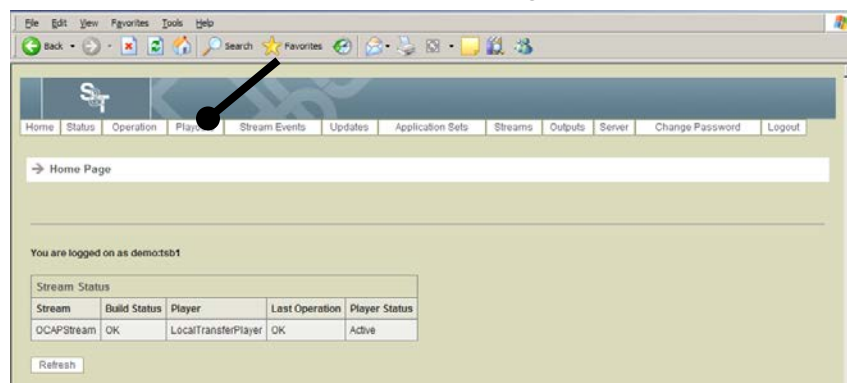 File Edit View Favorites Tools Help
Back Search Favorites
S&T
Home Status Operation Stream Events Updates Application Sets Streams Outputs Server Change Password Logout
Home Page
You are logged on as demo:tsb1
Stream Status
Stream Build Status Player Last Operation Player Status
OCAPStream OK LocalTransferPlayer OK Active
Refresh